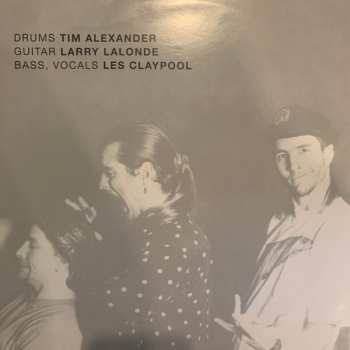 DRUMS TIM ALEXANDER
GUITAR LARRY LALONDE
BASS, VOCALS LES CLAYPOOL